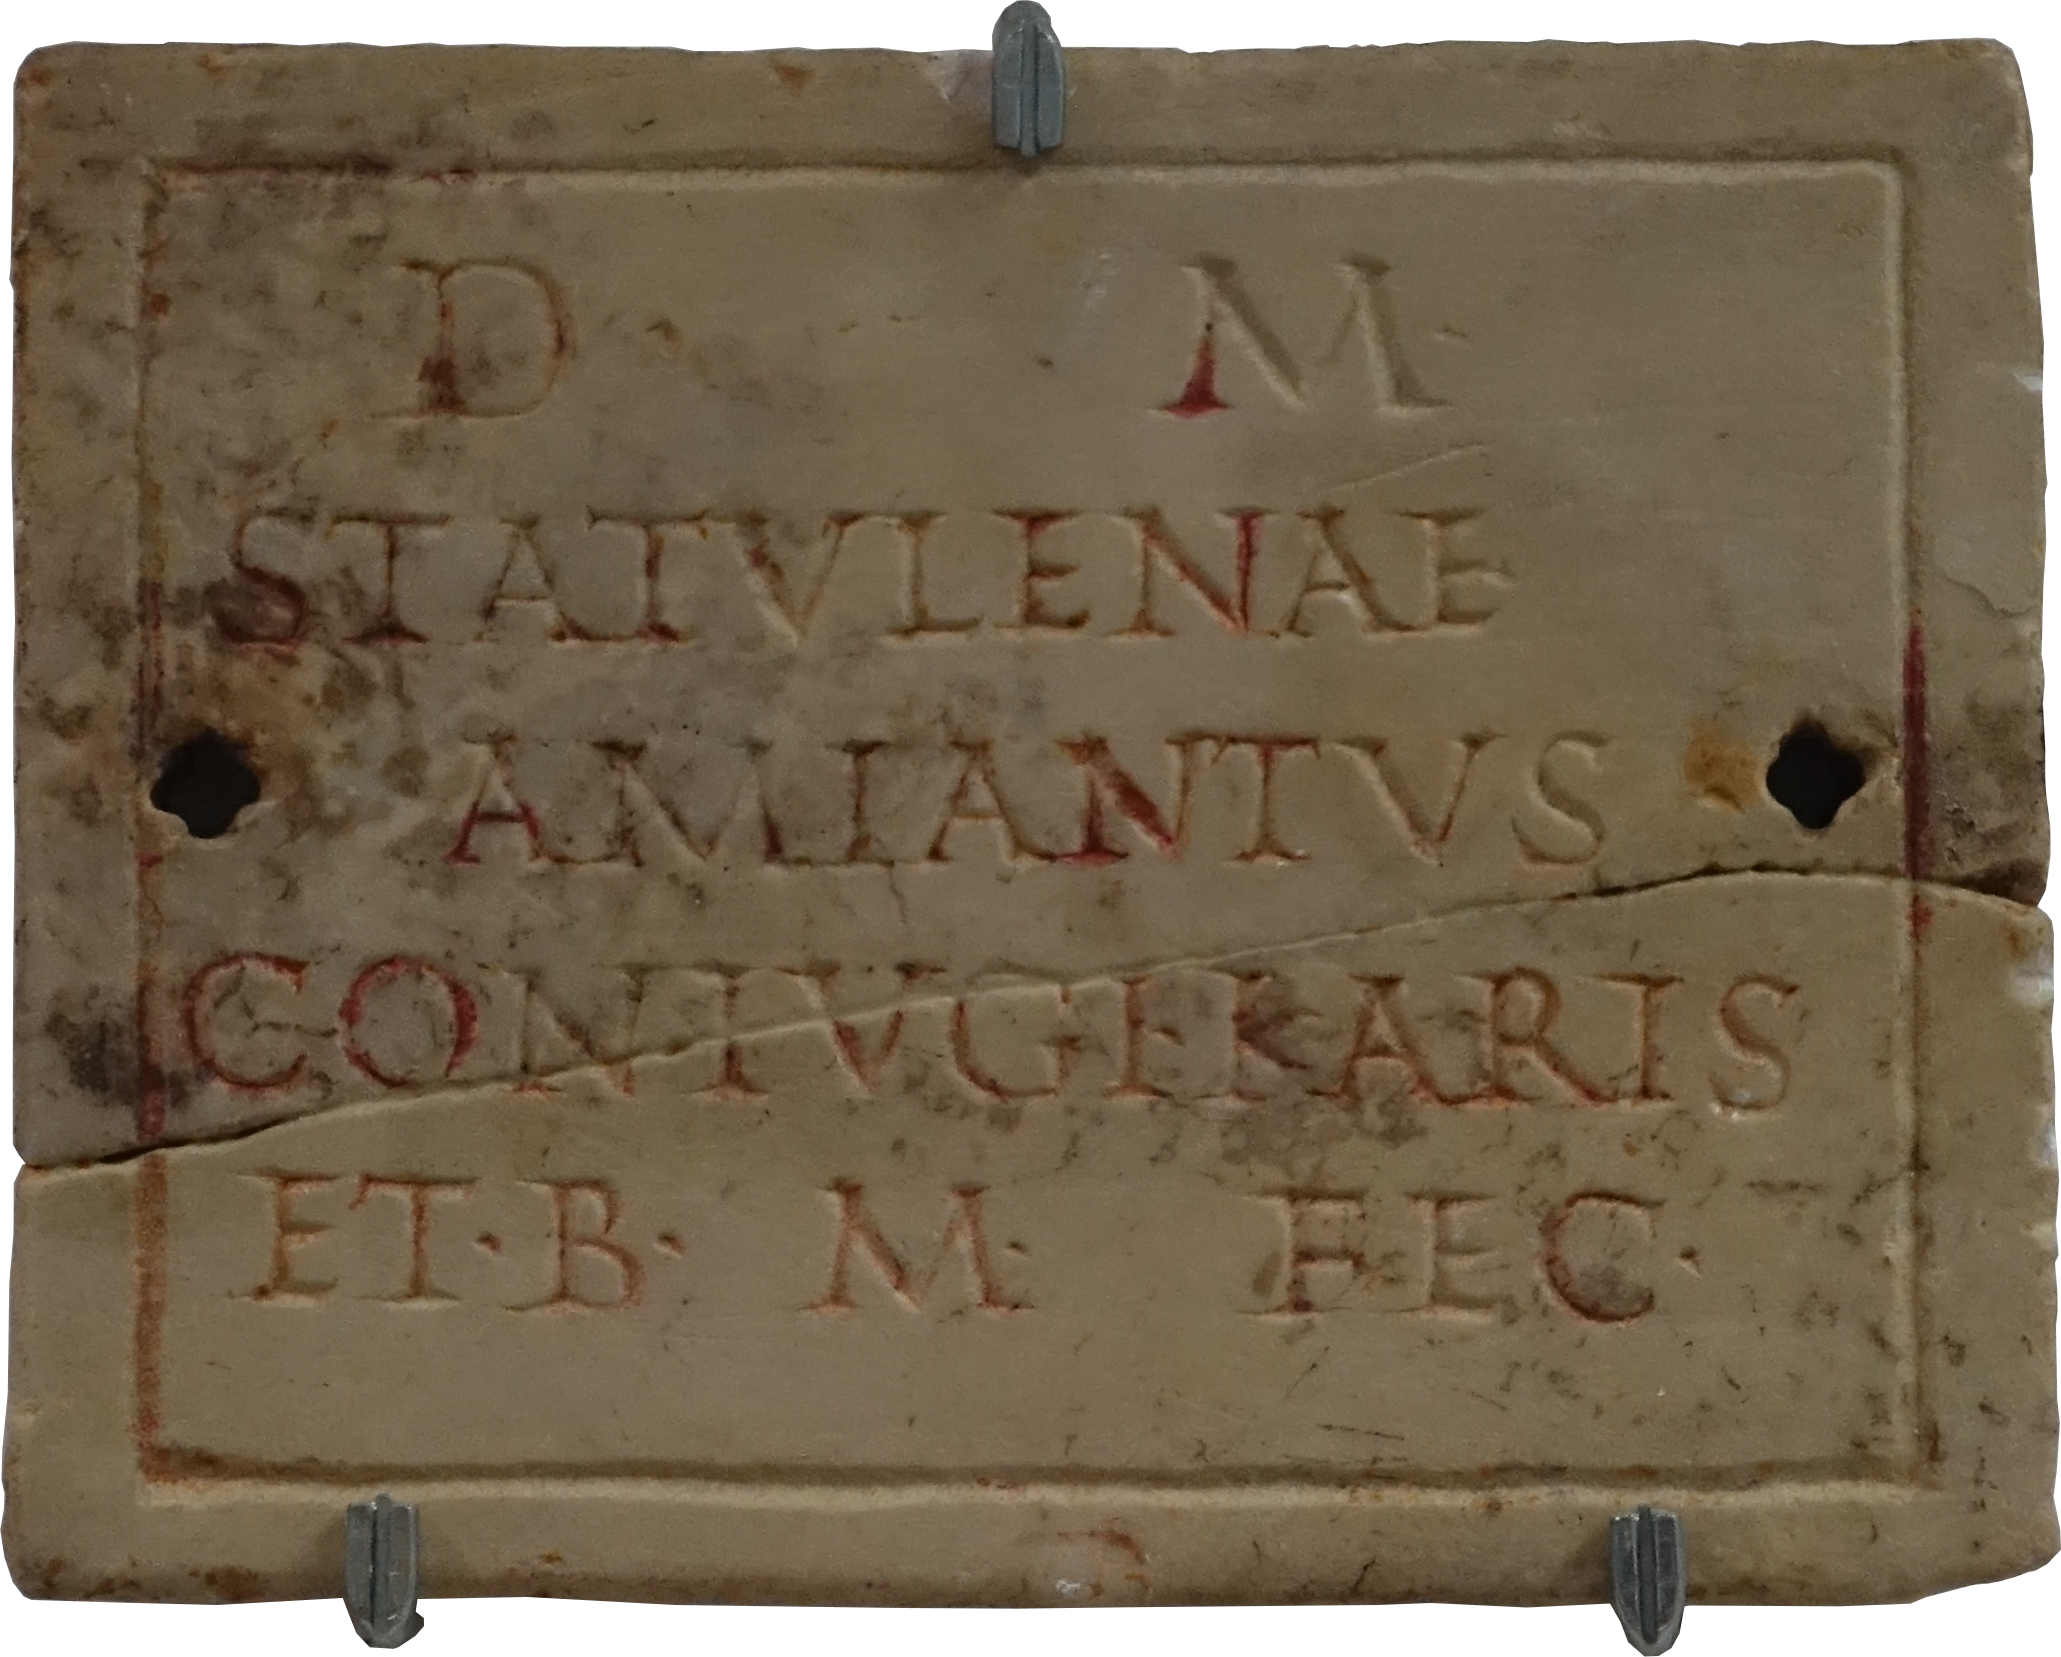 D · M ·
STATVLENAE
AMIANTVS
CONIVGI KARIS
ET · B · M · FEC ·